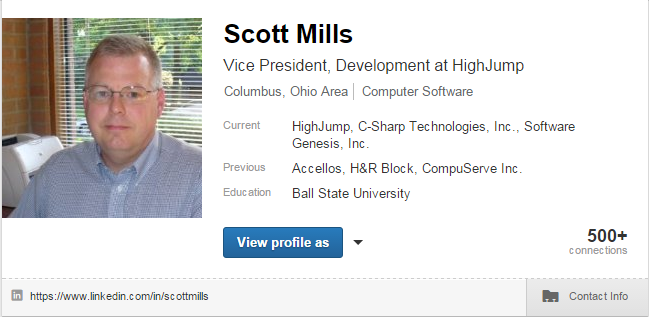 Scott Mills
Vice President, Development at HighJump
Columbus, Ohio Area | Computer Software
Current HighJump, C-Sharp Technologies, Inc., Software
Genesis, Inc.
Previous Accellos, H&R Block, CompuServe Inc.
Education Ball State University
View profile as 500+
connections
in https://www.linkedin.com/in/scottmills Contact Info